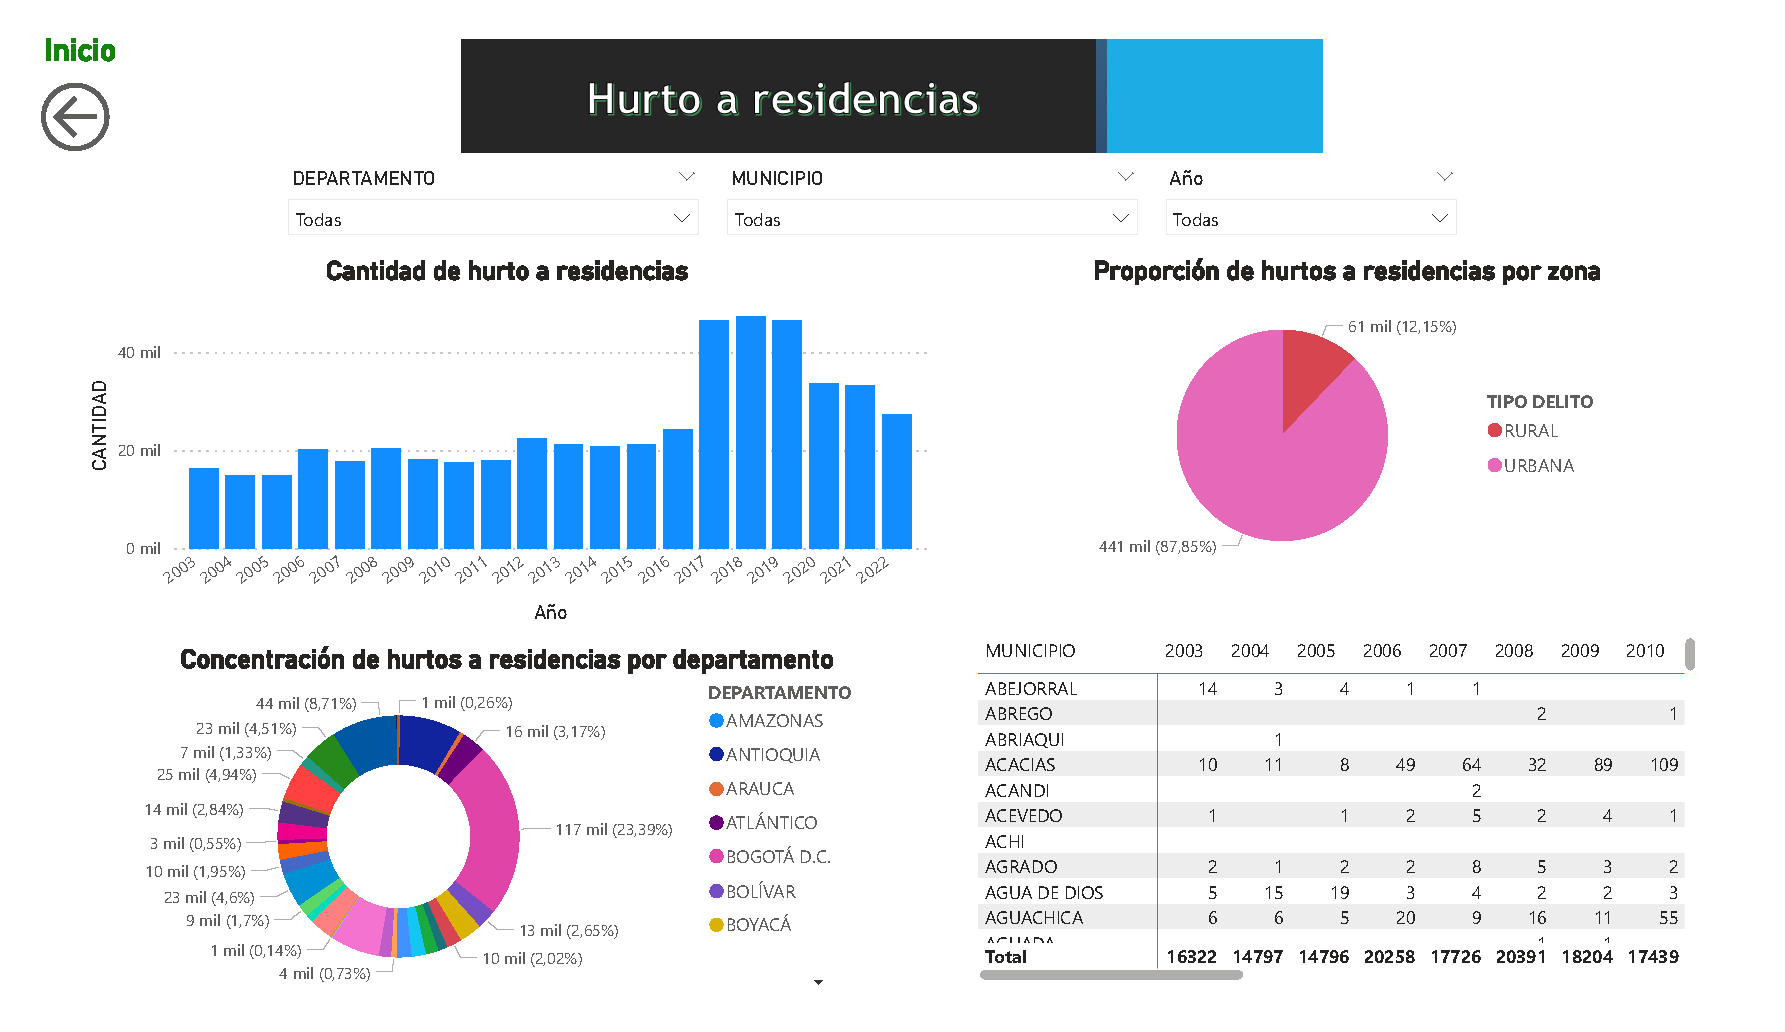 Inicio
Hurto a residencias
DEPARTAMENTO
MUNICIPIO
Año
Todas
Todas
Todas
Cantidad de hurto a residencias
CANTIDAD
40 mil
20 mil
0 mil
2003 2004 2005 2006 2007 2008 2009 2010 2011 2012 2013 2014 2015 2016 2017 2018 2019 2020 2021 2022
Año
Proporción de hurtos a residencias por zona
61 mil (12,15%)
441 mil (87,85%)
TIPO DELITO
RURAL
URBANA
Concentración de hurtos a residencias por departamento
1 mil (0,26%)
16 mil (3,17%)
117 mil (23,39%)
13 mil (2,65%)
10 mil (2,02%)
4 mil (0,73%)
1 mil (0,14%)
9 mil (1,7%)
23 mil (4,6%)
10 mil (1,95%)
3 mil (0,55%)
14 mil (2,84%)
25 mil (4,94%)
7 mil (1,33%)
23 mil (4,51%)
44 mil (8,71%)
DEPARTAMENTO
AMAZONAS
ANTIOQUIA
ARAUCA
ATLÁNTICO
BOGOTÁ D.C.
BOLÍVAR
BOYACÁ
MUNICIPIO 2003 2004 2005 2006 2007 2008 2009 2010
ABEJORRAL 14 3 4 1 1
ABREGO 2 1
ABRIAQUI 1
ACACIAS 10 11 8 49 64 32 89 109
ACANDI 2
ACEVEDO 1 1 2 5 2 4 1
ACHI
AGRADO 2 1 2 2 8 5 3 2
AGUA DE DIOS 5 15 19 3 4 2 2 3
AGUACHICA 6 6 5 20 9 16 11 55
Total 16322 14797 14796 20258 17726 20391 18204 17439